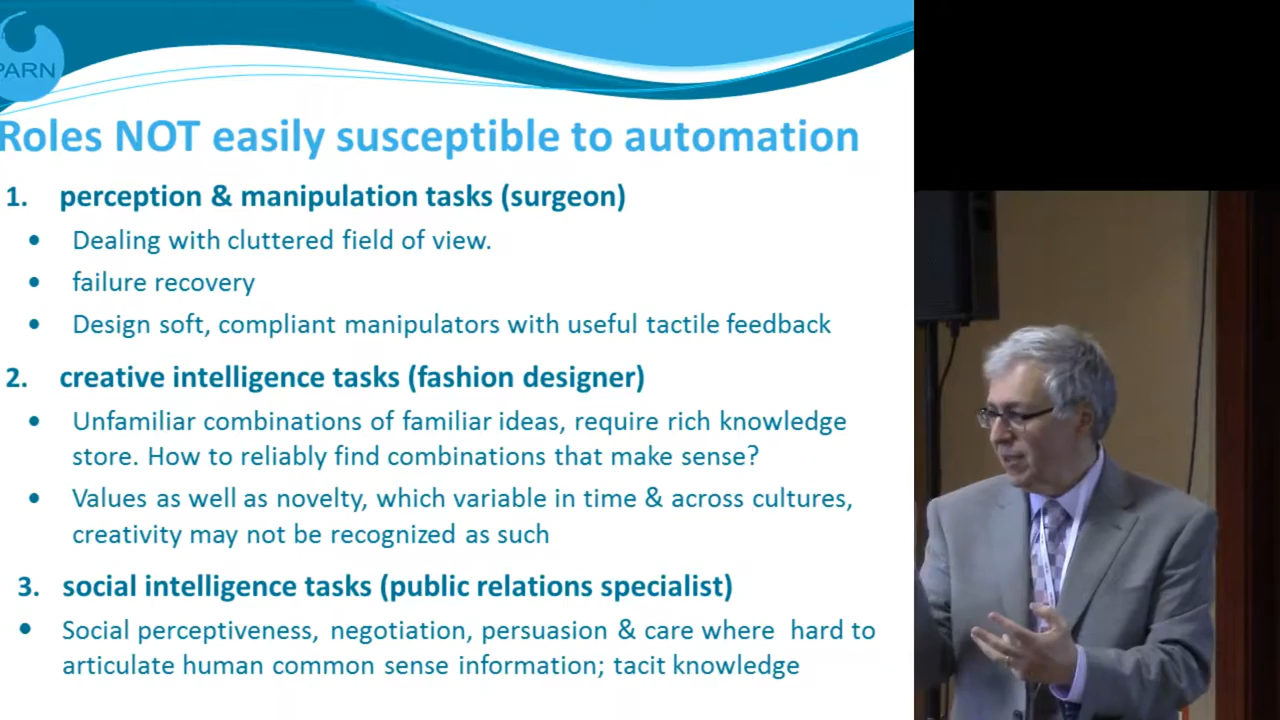 PARN
Roles NOT easily susceptible to automation
1. perception & manipulation tasks (surgeon)
• Dealing with cluttered field of view.
• failure recovery
• Design soft, compliant manipulators with useful tactile feedback
2. creative intelligence tasks (fashion designer)
• Unfamiliar combinations of familiar ideas, require rich knowledge
store. How to reliably find combinations that make sense?
• Values as well as novelty, which variable in time & across cultures,
creativity may not be recognized as such
3. social intelligence tasks (public relations specialist)
• Social perceptiveness, negotiation, persuasion & care where hard to
articulate human common sense information; tacit knowledge